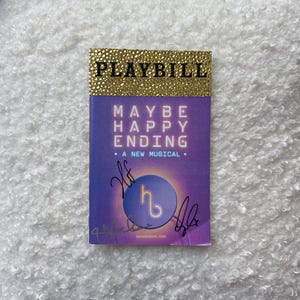 PLAYBILL
MAYBE
HAPPY
ENDING
• A NEW MUSICAL •